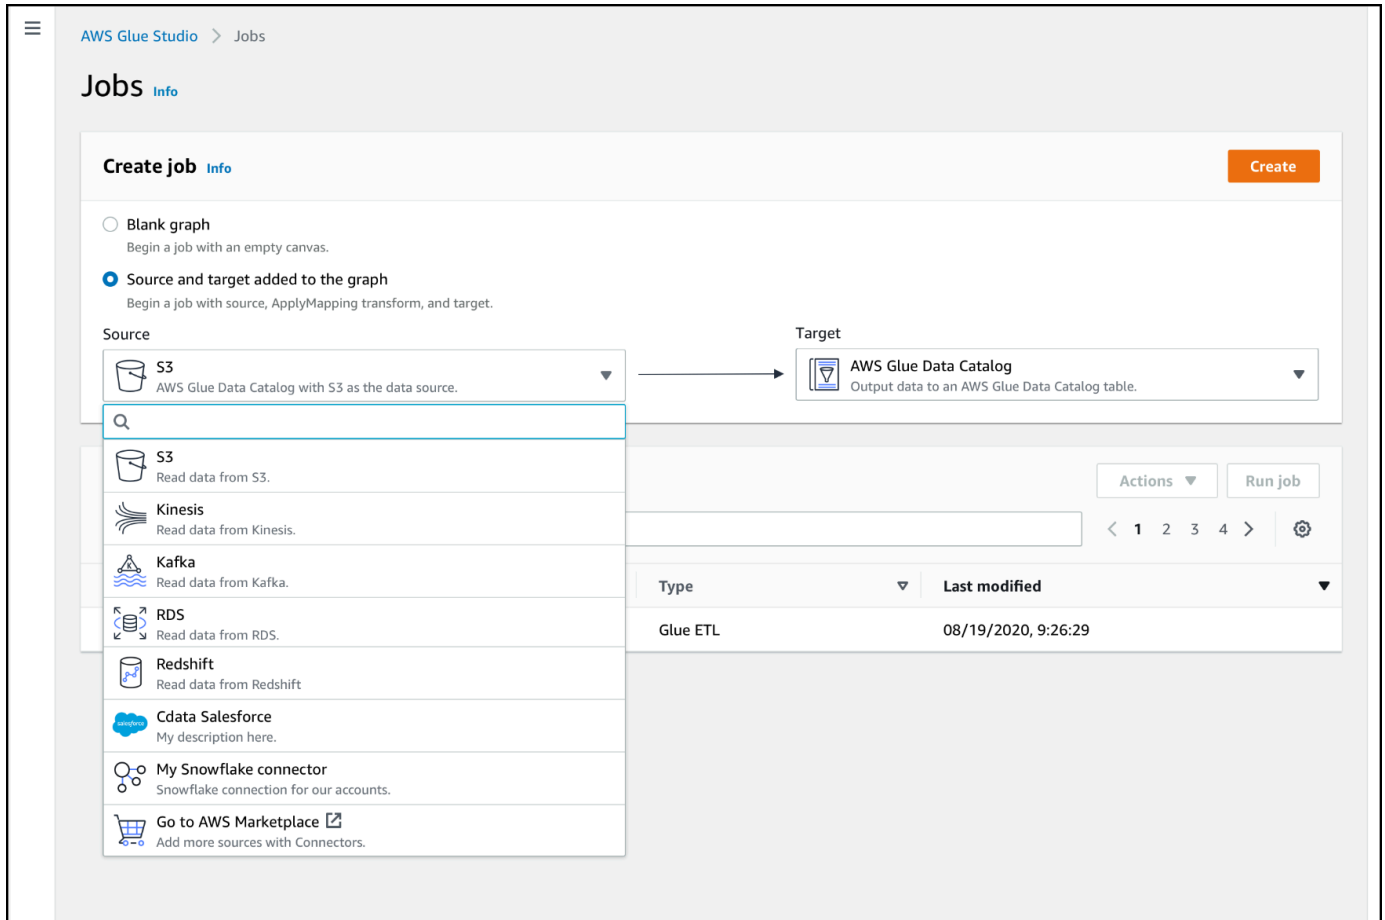 AWS Glue Studio > Jobs
Jobs Info
Create job Info
Create
Blank graph
Begin a job with an empty canvas.
Source and target added to the graph
Begin a job with source, ApplyMapping transform, and target.
Source
S3
AWS Glue Data Catalog with S3 as the data source.
Target
AWS Glue Data Catalog
Output data to an AWS Glue Data Catalog table.
S3
Read data from S3.
Kinesis
Read data from Kinesis.
K
Kafka
Read data from Kafka.
RDS
Read data from RDS.
Redshift
Read data from Redshift
salesforce
Cdata Salesforce
My description here.
My Snowflake connector
Snowflake connection for our accounts.
Go to AWS Marketplace
Add more sources with Connectors.
Actions
Run job
1 2 3 4
Type
Last modified
Glue ETL
08/19/2020, 9:26:29